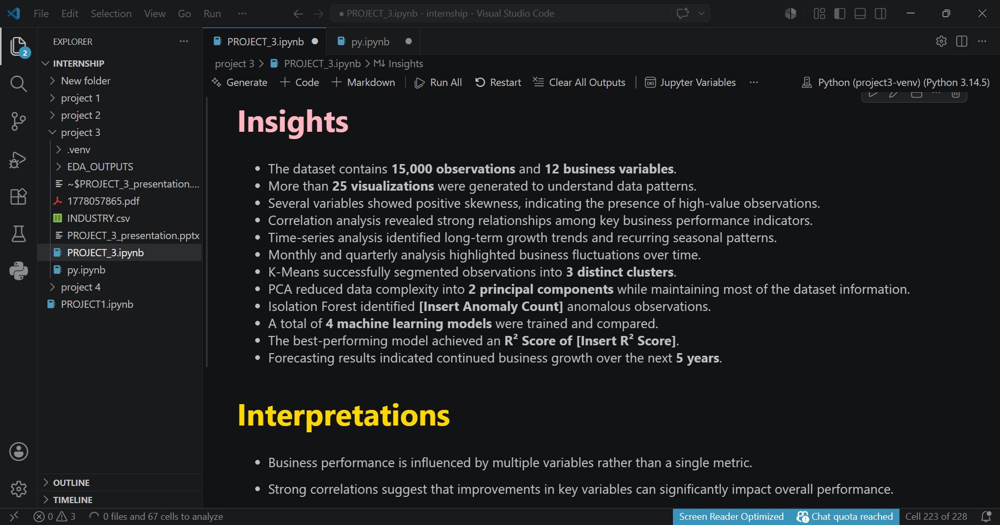 File Edit Selection View Go Run ···
● PROJECT_3.ipynb - internship - Visual Studio Code
EXPLORER ···
PROJECT_3.ipynb
py.ipynb
2
INTERNSHIP
project 3 > PROJECT_3.ipynb > M↓ Insights
New folder
Generate + Code + Markdown Run All Restart Clear All Outputs Jupyter Variables ··· Python (project3-venv) (Python 3.14.5)
project 1
project 2
project 3
.venv
EDA_OUTPUTS
~$PROJECT_3_presentation....
1778057865.pdf
INDUSTRY.csv
PROJECT_3_presentation.pptx
PROJECT_3.ipynb
py.ipynb
project 4
PROJECT1.ipynb
OUTLINE
TIMELINE
Insights
• The dataset contains 15,000 observations and 12 business variables.
• More than 25 visualizations were generated to understand data patterns.
• Several variables showed positive skewness, indicating the presence of high-value observations.
• Correlation analysis revealed strong relationships among key business performance indicators.
• Time-series analysis identified long-term growth trends and recurring seasonal patterns.
• Monthly and quarterly analysis highlighted business fluctuations over time.
• K-Means successfully segmented observations into 3 distinct clusters.
• PCA reduced data complexity into 2 principal components while maintaining most of the dataset information.
• Isolation Forest identified [Insert Anomaly Count] anomalous observations.
• A total of 4 machine learning models were trained and compared.
• The best-performing model achieved an R² Score of [Insert R² Score].
• Forecasting results indicated continued business growth over the next 5 years.
Interpretations
• Business performance is influenced by multiple variables rather than a single metric.
• Strong correlations suggest that improvements in key variables can significantly impact overall performance.
0 3 0 files and 67 cells to analyze Screen Reader Optimized Chat quota reached Cell 223 of 228